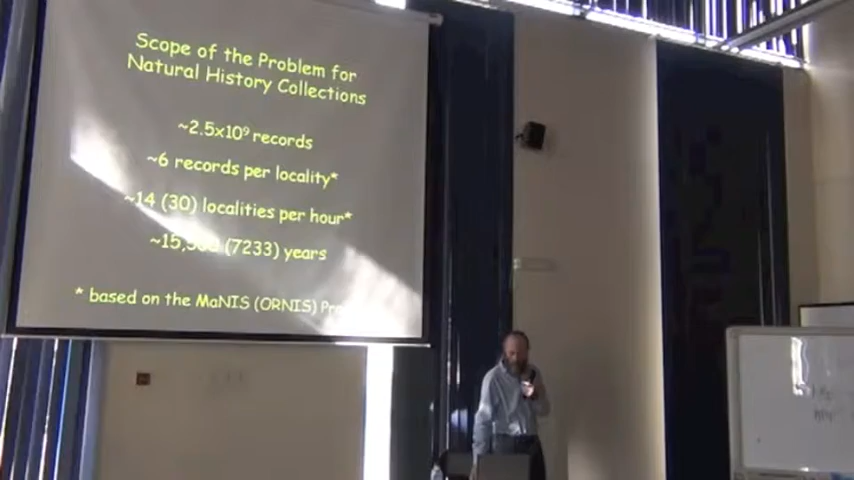 Scope of the Problem for
Natural History Collections
~2.5x10⁹ records
~6 records per locality*
~14 (30) localities per hour*
(7233) years
* based on the MaNIS (ORNIS)